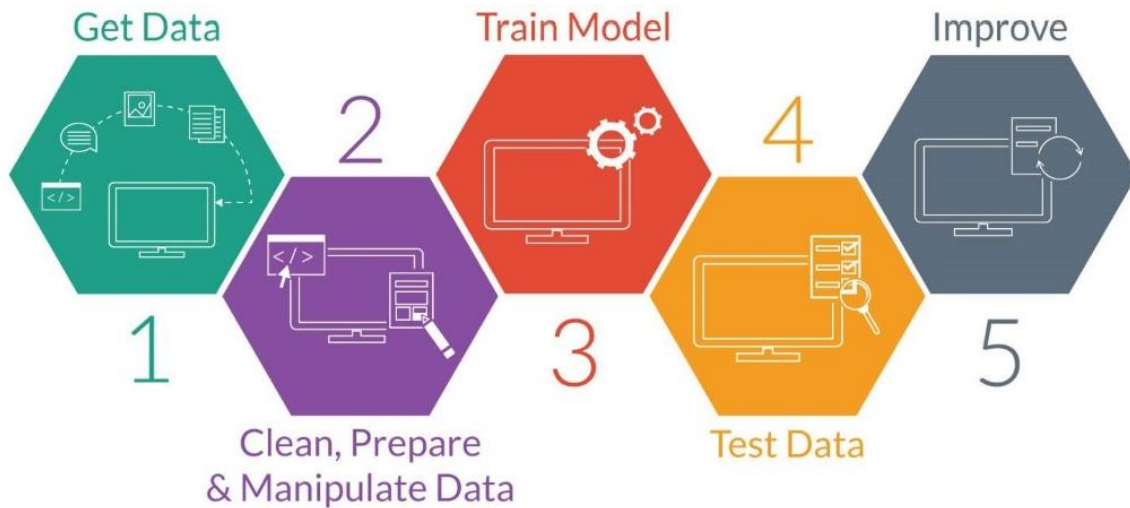 Get Data
1
2
Clean, Prepare
& Manipulate Data
Train Model
3
4
Test Data
Improve
5
</>
</>